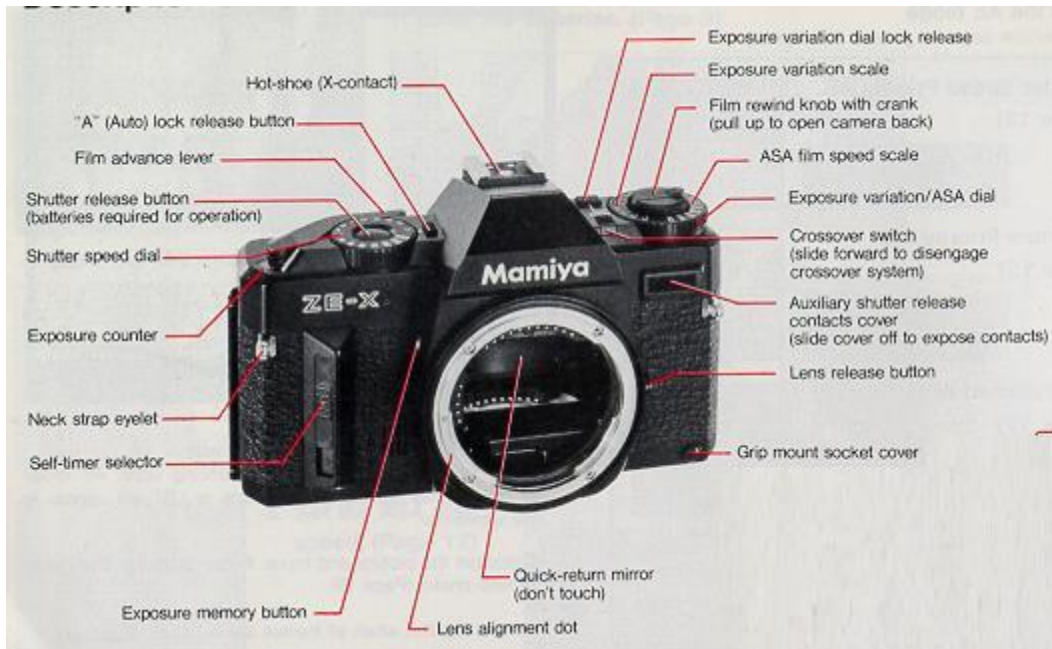 Exposure variation dial lock release
Exposure variation scale
Film rewind knob with crank
(pull up to open camera back)
ASA film speed scale
Exposure variation/ASA dial
Crossover switch
(slide forward to disengage
crossover system)
Auxiliary shutter release
contacts cover
(slide cover off to expose contacts)
Lens release button
Grip mount socket cover
Hot-shoe (X-contact)
"A" (Auto) lock release button
Film advance lever
Shutter release button
(batteries required for operation)
Shutter speed dial
Exposure counter
Neck strap eyelet
Self-timer selector
Exposure memory button
Lens alignment dot
Quick-return mirror
(don't touch)
Mamiya
ZE-X